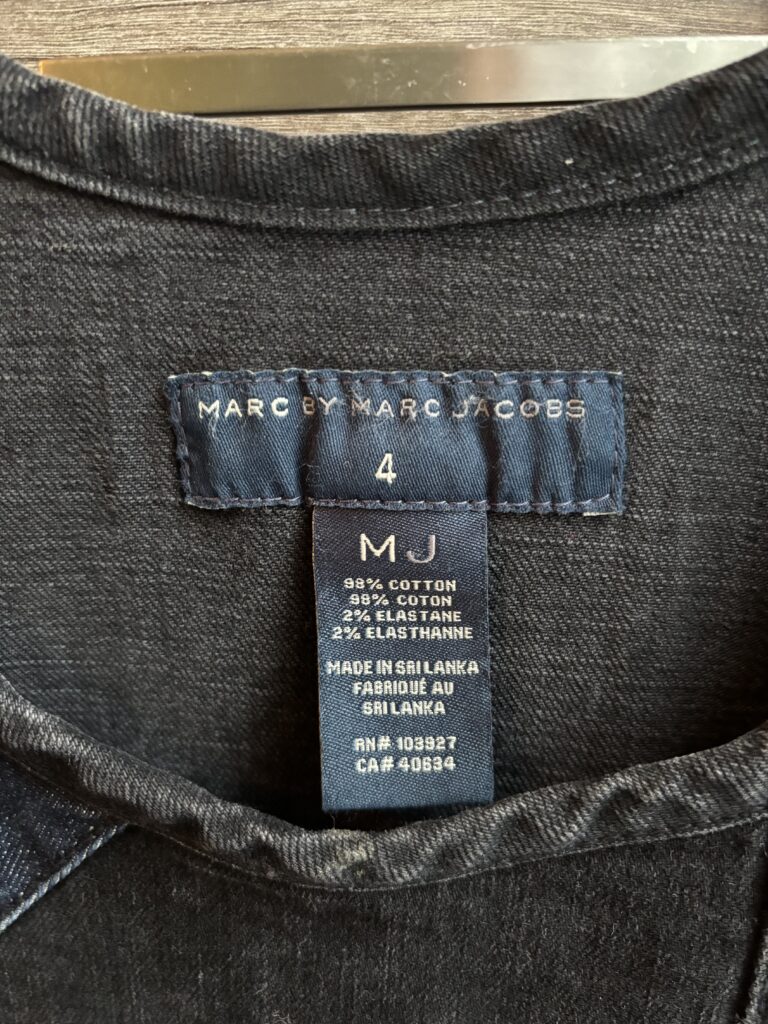 MARC BY MARC JACOBS
4
MJ
98% COTTON
98% COTON
2% ELASTANE
2% ELASTHANNE
MADE IN SRI LANKA
FABRIQUÉ AU
SRI LANKA
RN# 103927
CA# 40634